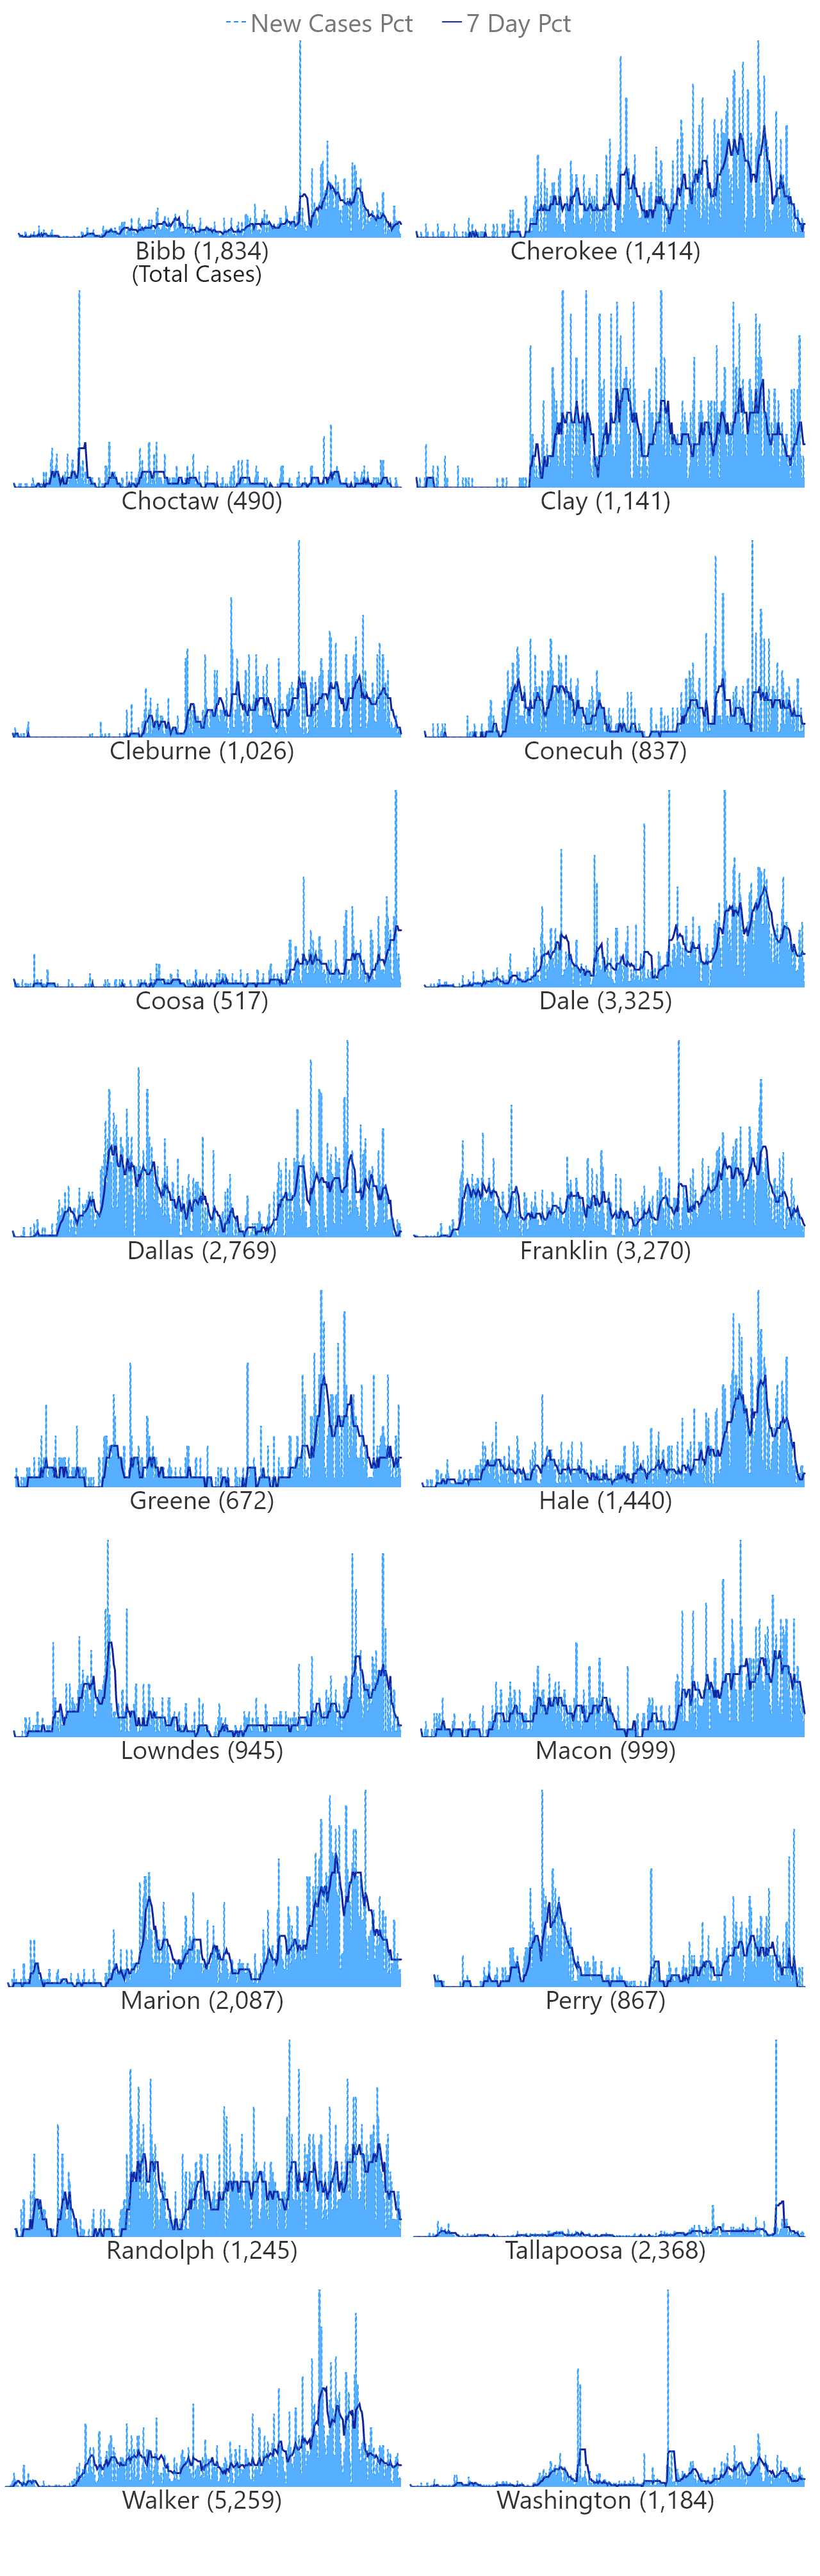 New Cases Pct 7 Day Pct
Bibb (1,834) Cherokee (1,414)
(Total Cases)
Choctaw (490) Clay (1,141)
Cleburne (1,026) Conecuh (837)
Coosa (517) Dale (3,325)
Dallas (2,769) Franklin (3,270)
Greene (672) Hale (1,440)
Lowndes (945) Macon (999)
Marion (2,087) Perry (867)
Randolph (1,245) Tallapoosa (2,368)
Walker (5,259) Washington (1,184)